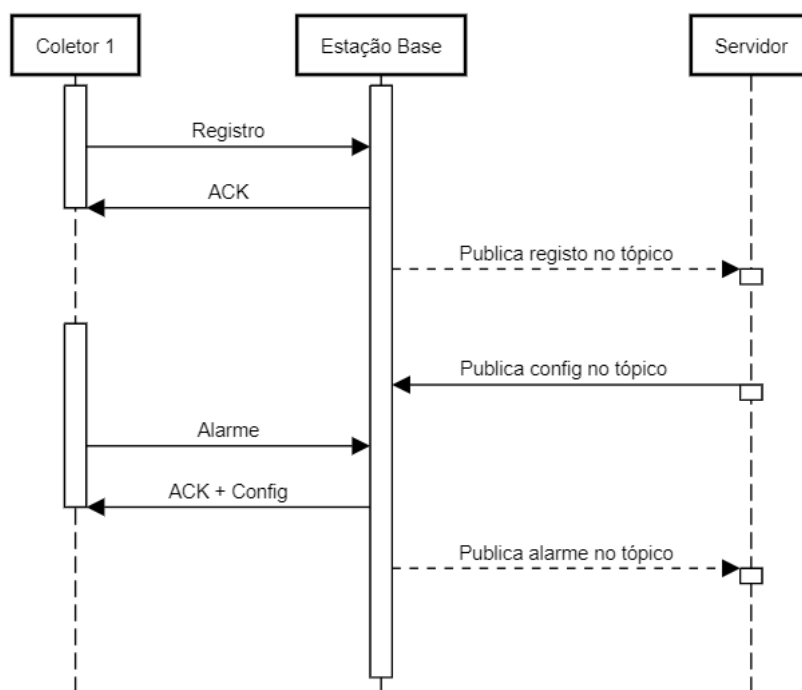 Coletor 1
Estação Base
Servidor
Registro
ACK
Publica registo no tópico
Publica config no tópico
Alarme
ACK + Config
Publica alarme no tópico